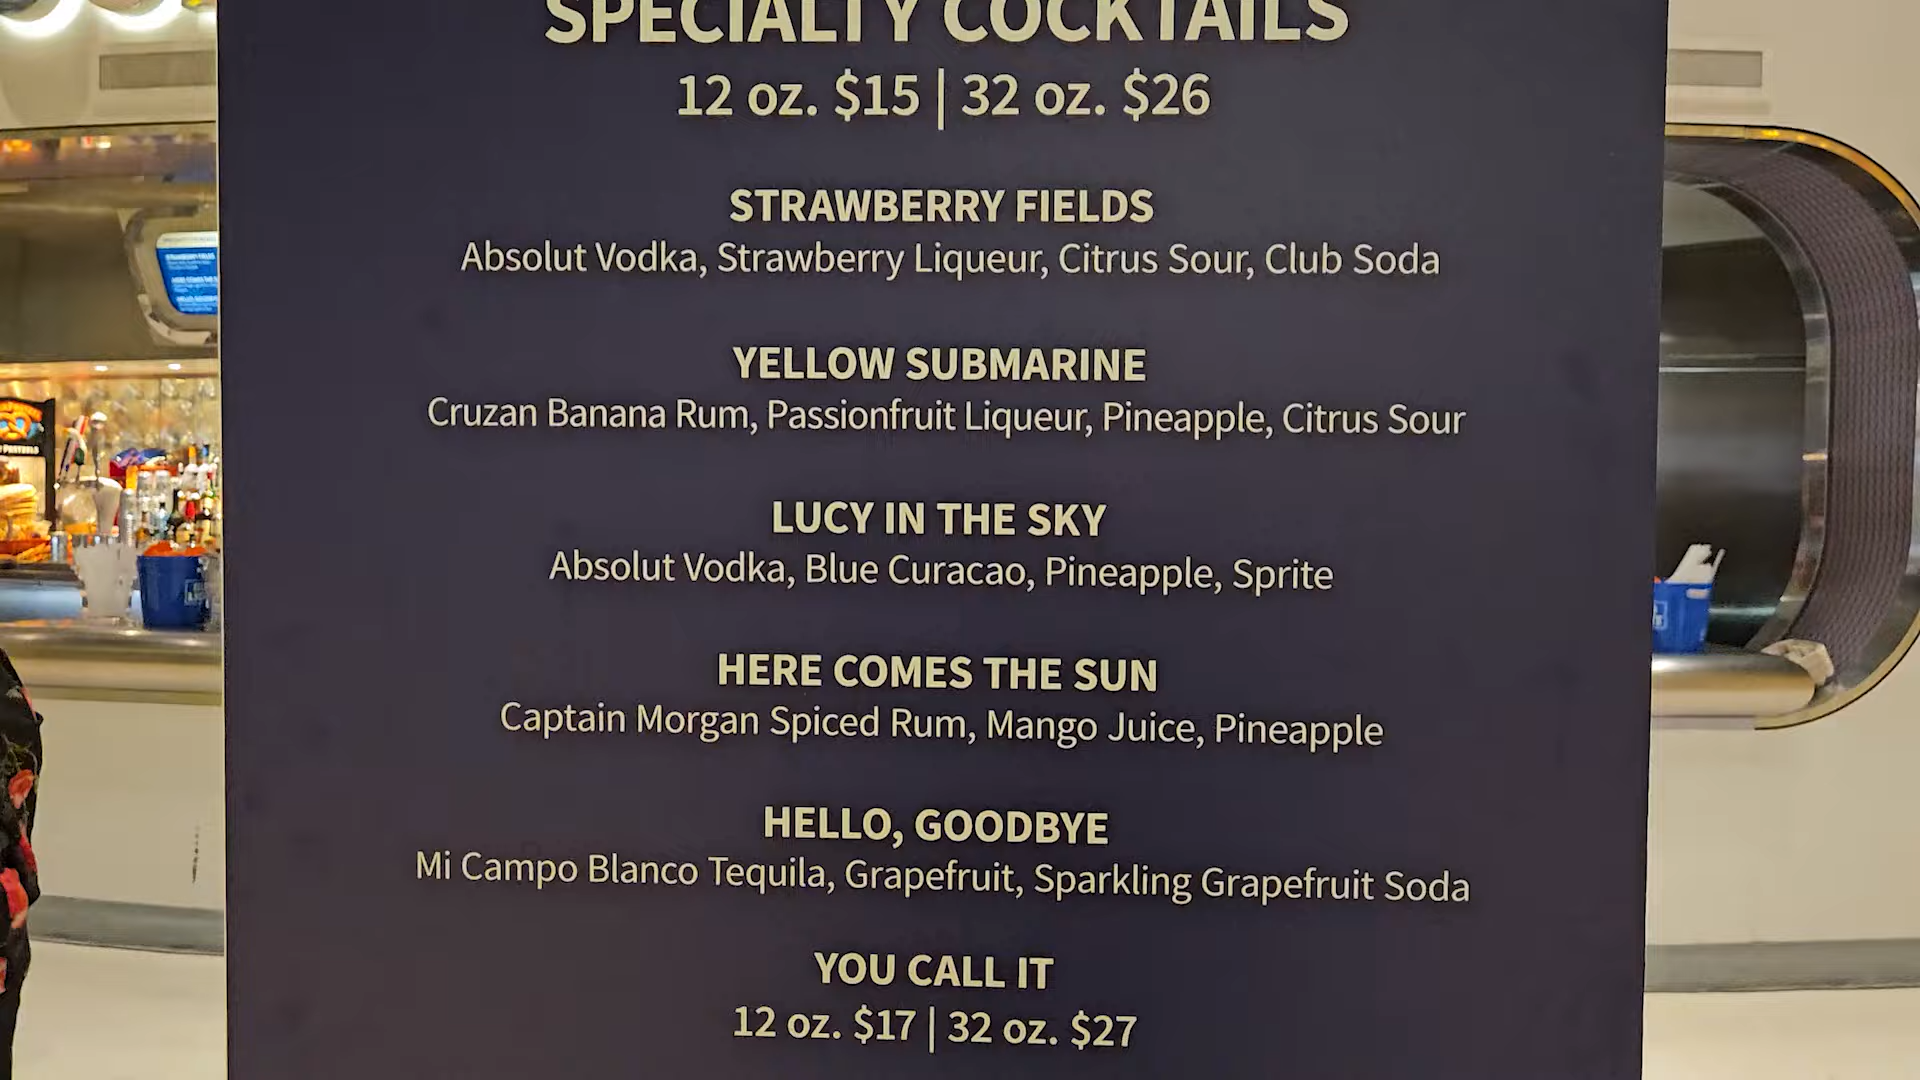 SPECIALTY COCKTAILS
12 oz. $15 | 32 oz. $26
STRAWBERRY FIELDS
Absolut Vodka, Strawberry Liqueur, Citrus Sour, Club Soda
YELLOW SUBMARINE
Cruzan Banana Rum, Passionfruit Liqueur, Pineapple, Citrus Sour
LUCY IN THE SKY
Absolut Vodka, Blue Curacao, Pineapple, Sprite
HERE COMES THE SUN
Captain Morgan Spiced Rum, Mango Juice, Pineapple
HELLO, GOODBYE
Mi Campo Blanco Tequila, Grapefruit, Sparkling Grapefruit Soda
YOU CALL IT
12 oz. $17 | 32 oz. $27
PRETZELS